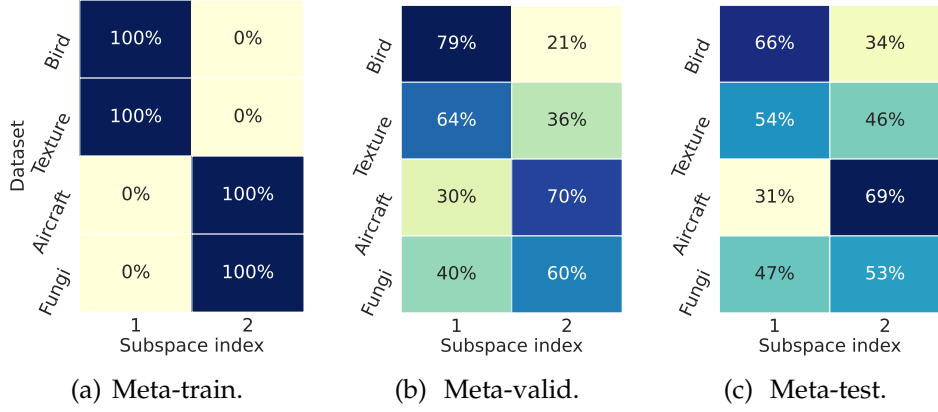 Dataset
Bird 100% 0%
Texture 100% 0%
Aircraft 0% 100%
Fungi 0% 100%
1 2
Subspace index
(a) Meta-train.
Bird 79% 21%
Texture 64% 36%
Aircraft 30% 70%
Fungi 40% 60%
1 2
Subspace index
(b) Meta-valid.
Bird 66% 34%
Texture 54% 46%
Aircraft 31% 69%
Fungi 47% 53%
1 2
Subspace index
(c) Meta-test.